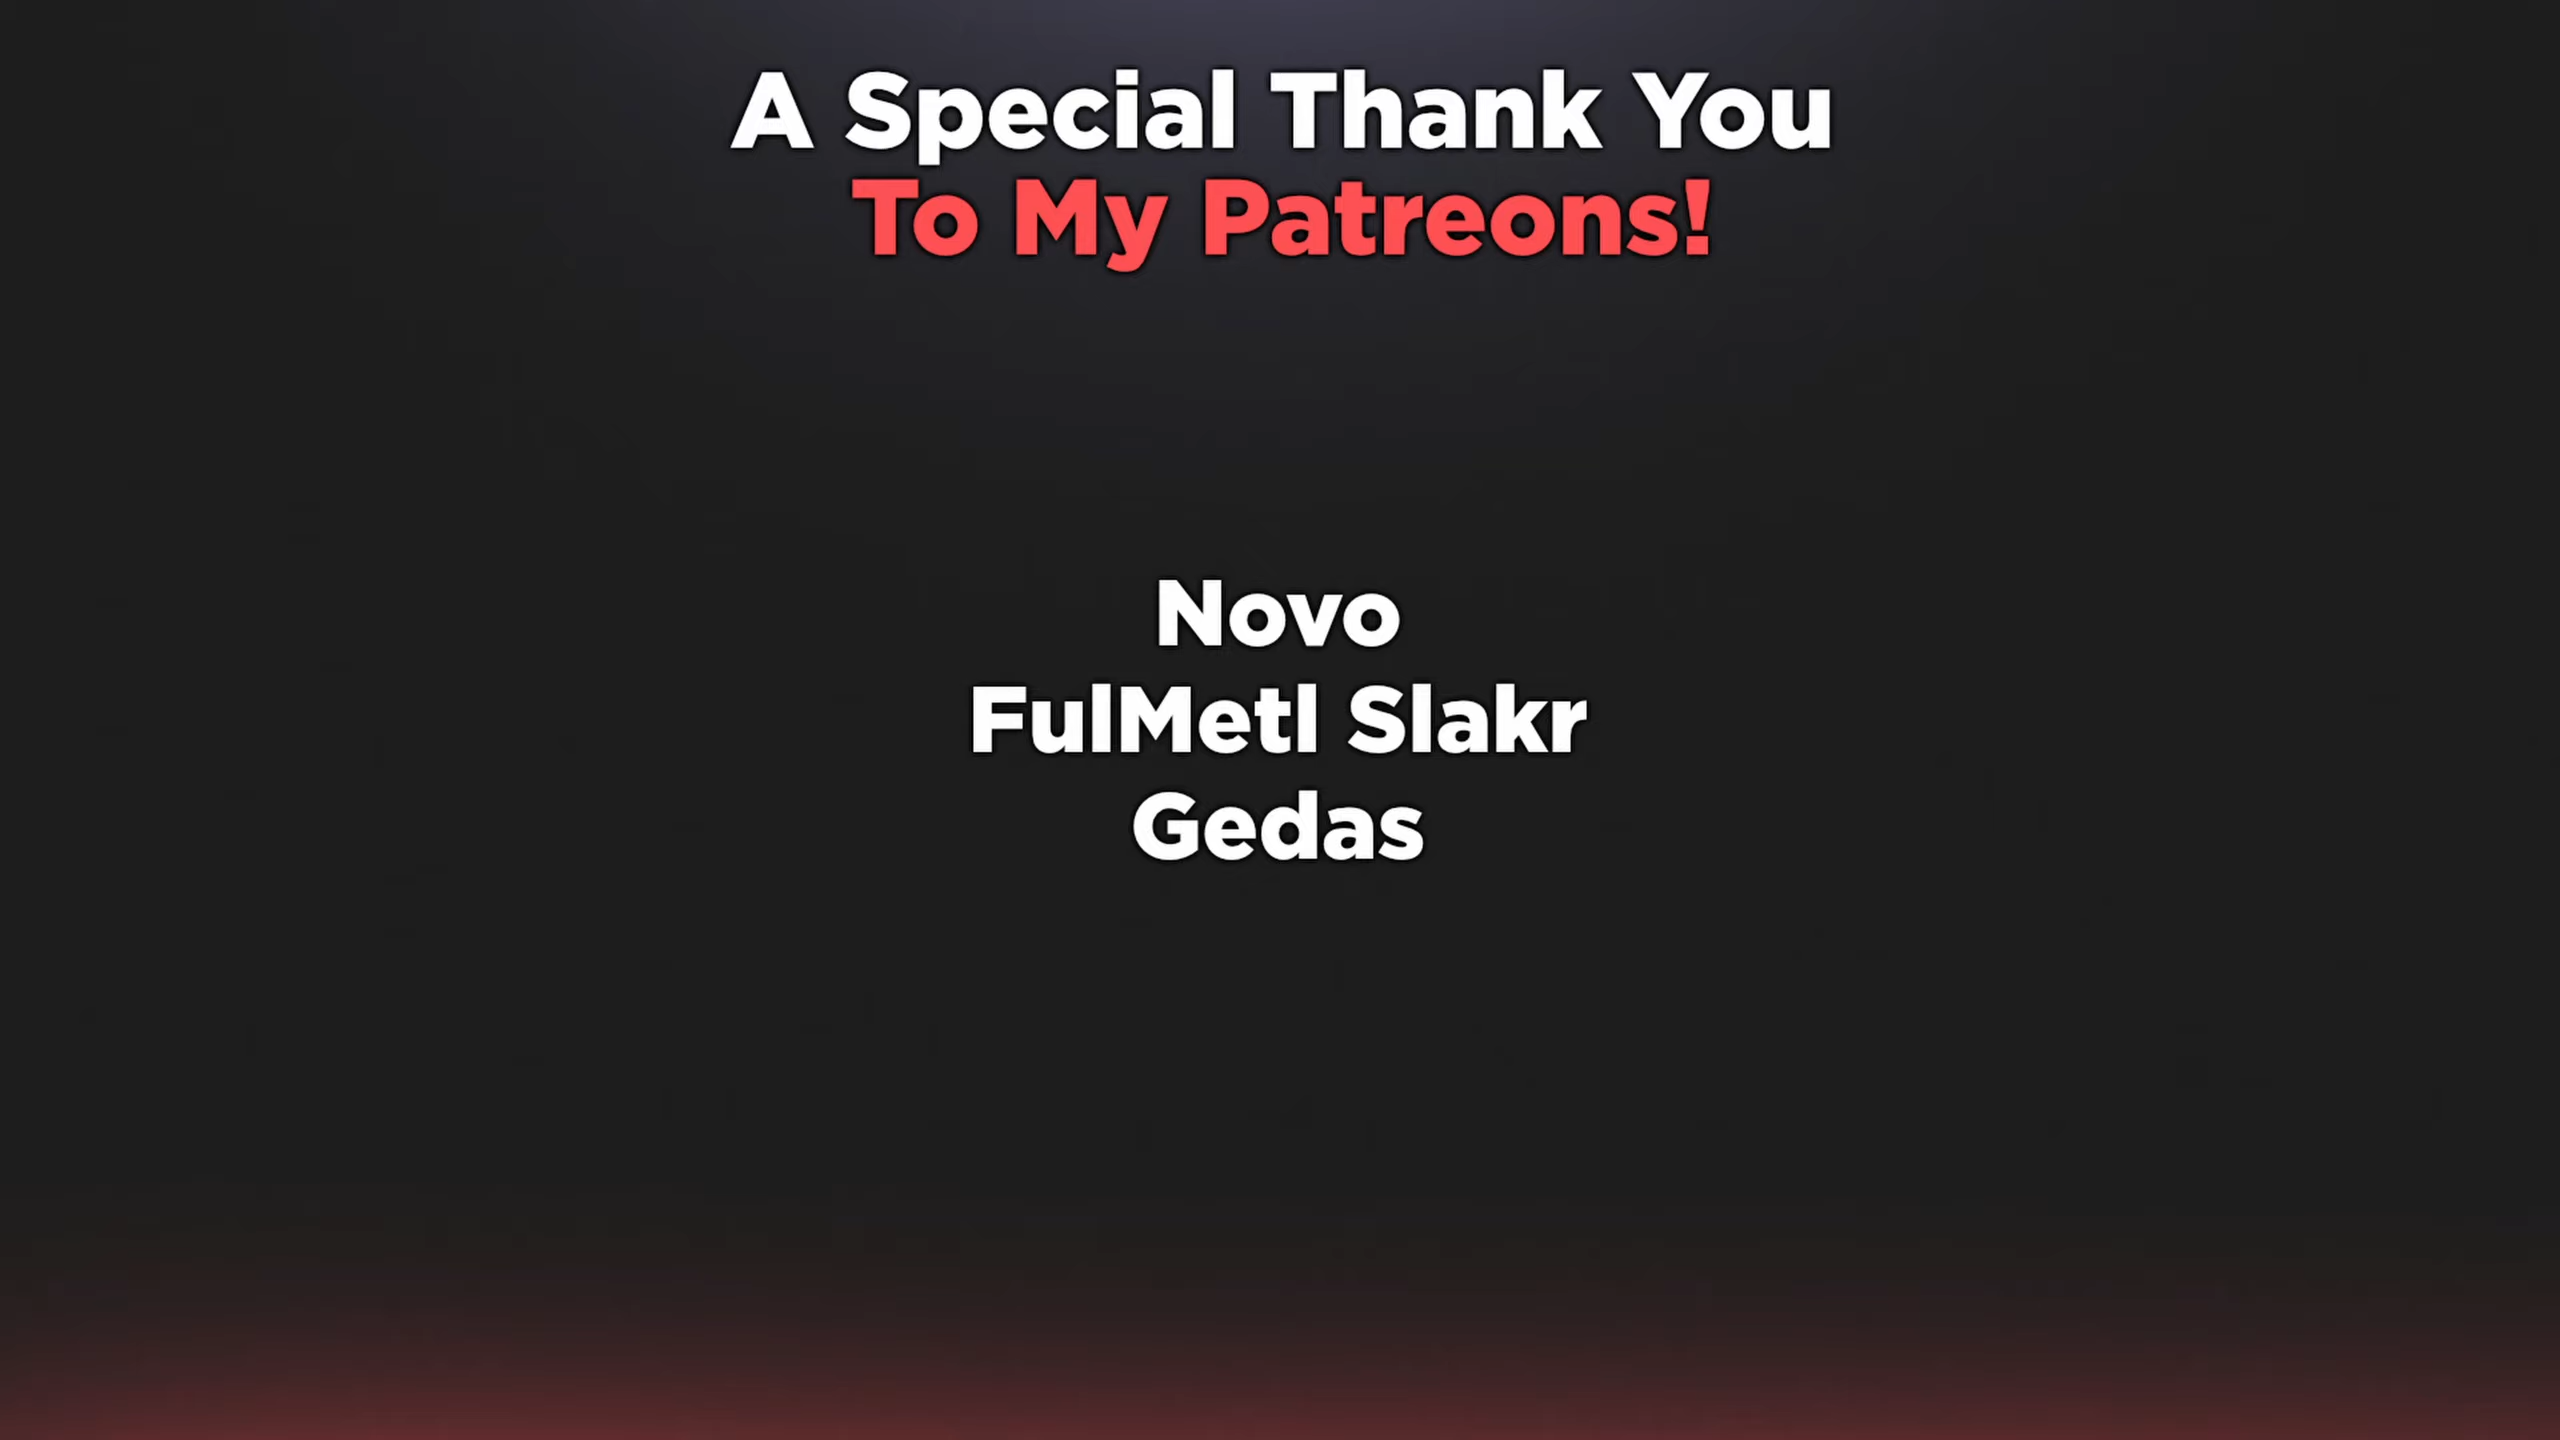 A Special Thank You
To My Patreons!
Novo
FulMetl Slakr
Gedas